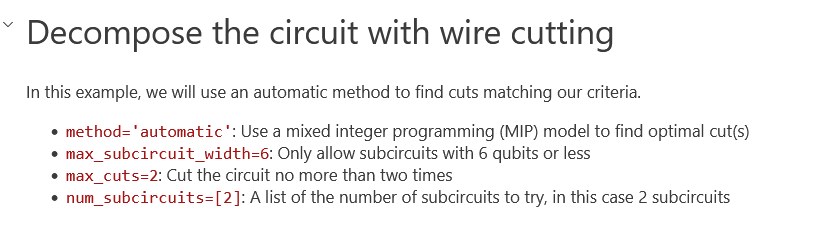 Decompose the circuit with wire cutting
In this example, we will use an automatic method to find cuts matching our criteria.
• method='automatic': Use a mixed integer programming (MIP) model to find optimal cut(s)
• max_subcircuit_width=6: Only allow subcircuits with 6 qubits or less
• max_cuts=2: Cut the circuit no more than two times
• num_subcircuits=[2]: A list of the number of subcircuits to try, in this case 2 subcircuits